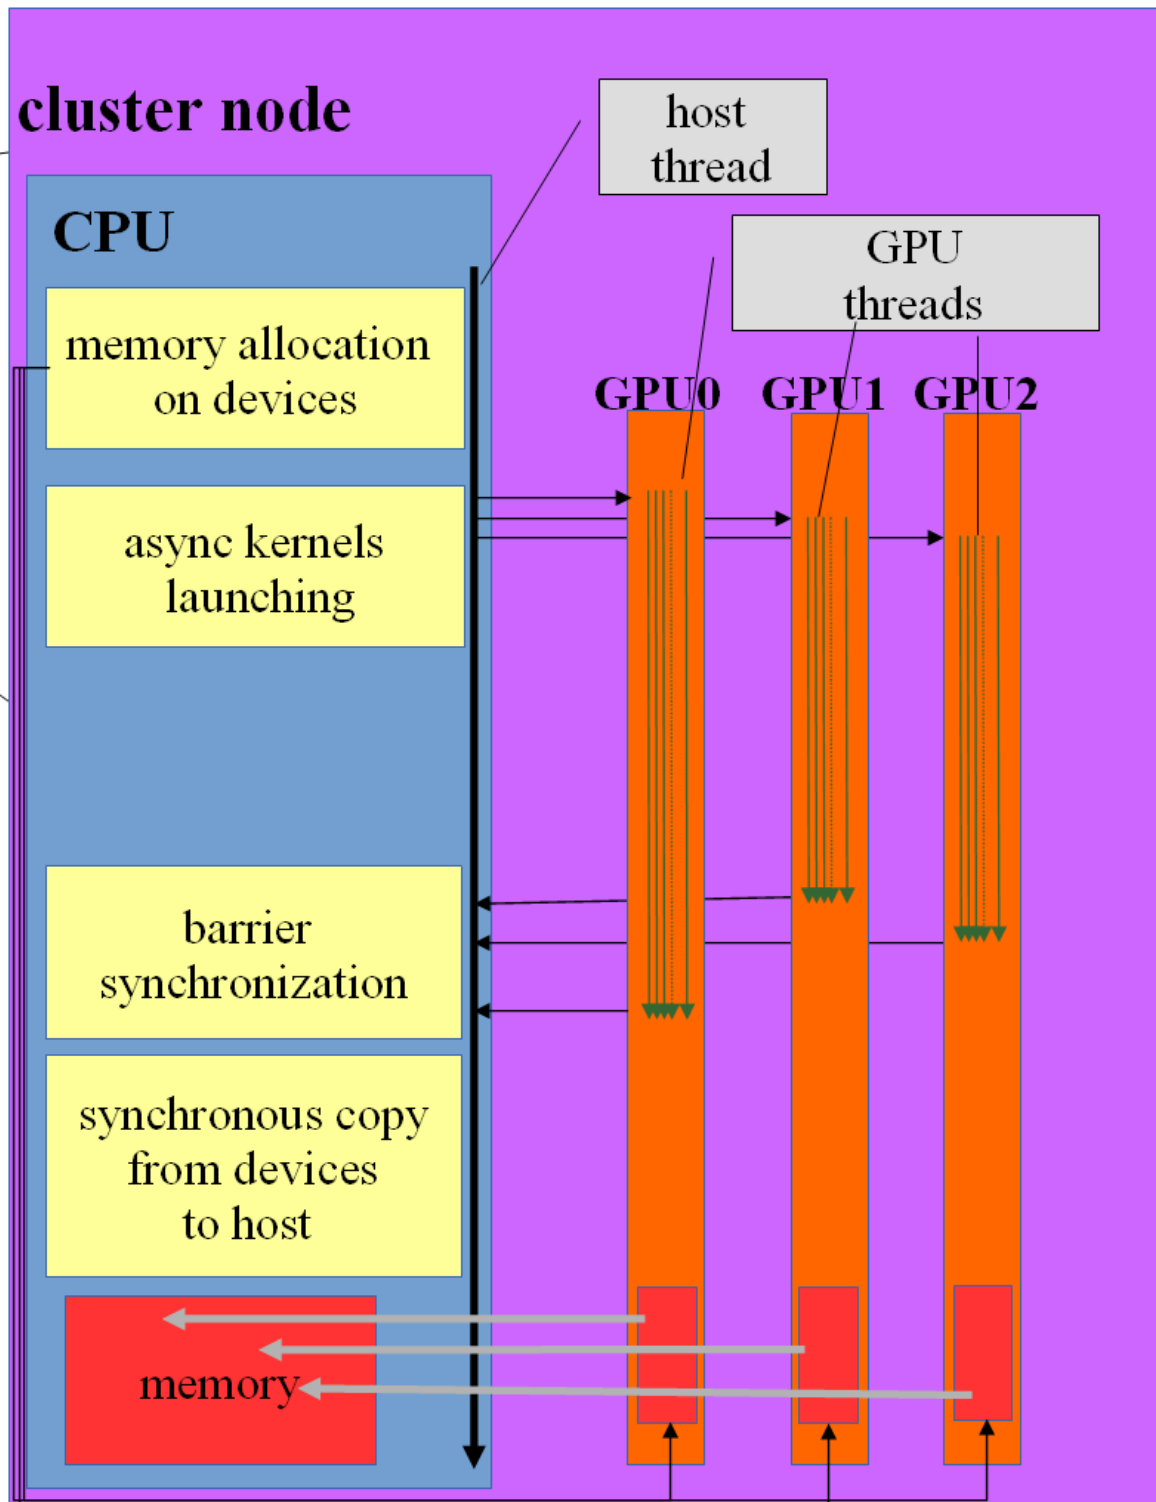 cluster node
host
thread
CPU
GPU
threads
memory allocation
on devices
GPU0
GPU1
GPU2
async kernels
launching
barrier
synchronization
synchronous copy
from devices
to host
memory